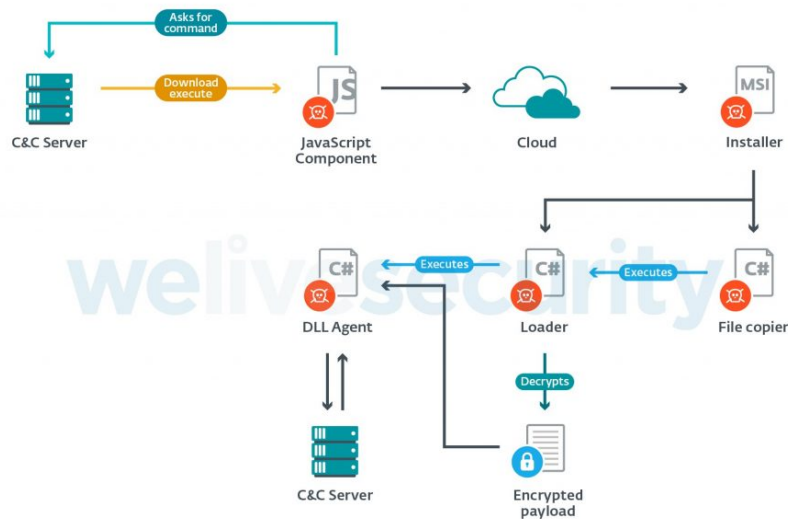 Asks for
command
Download
execute
JS
MSI
C&C Server
JavaScript
Component
Cloud
Installer
welivesecurity
C#
Executes
C#
Executes
C#
DLL Agent
Loader
File copier
Decrypts
C&C Server
Encrypted
payload